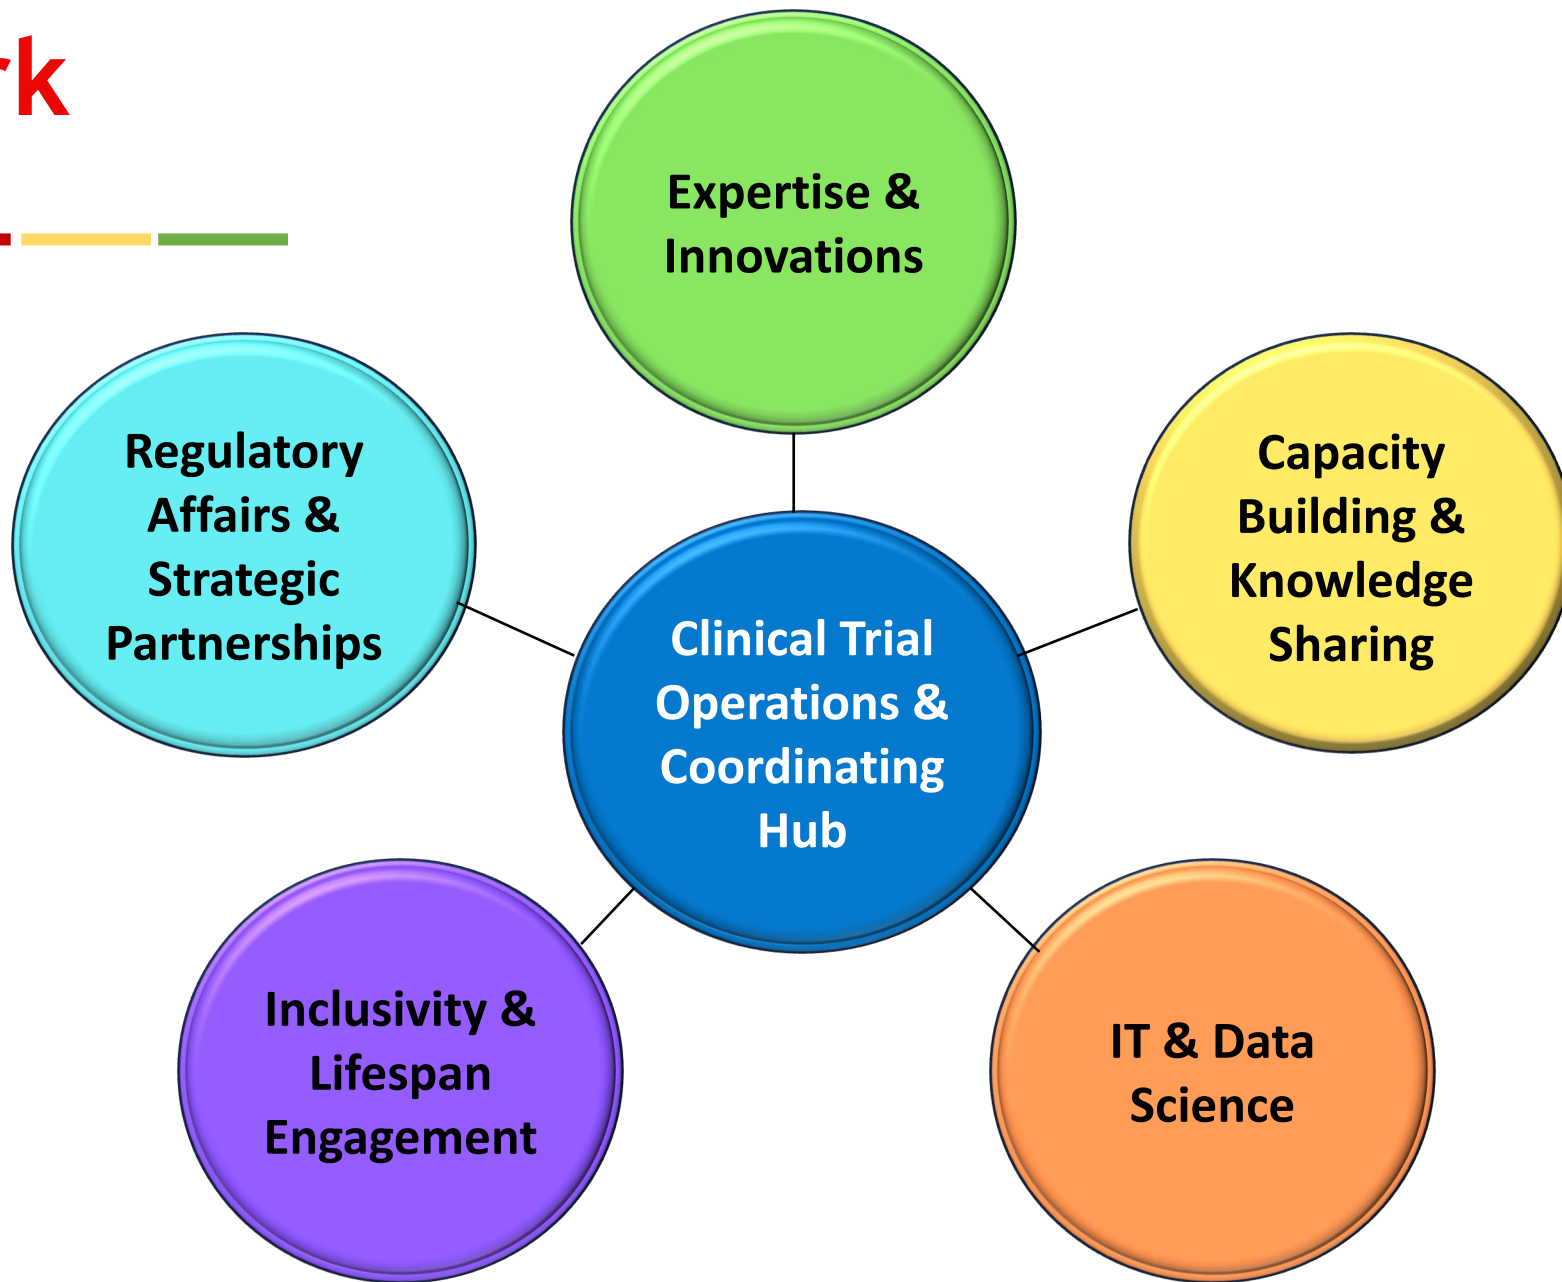 rk
Expertise &
Innovations
Regulatory
Affairs &
Strategic
Partnerships
Capacity
Building &
Knowledge
Sharing
Clinical Trial
Operations &
Coordinating
Hub
Inclusivity &
Lifespan
Engagement
IT & Data
Science